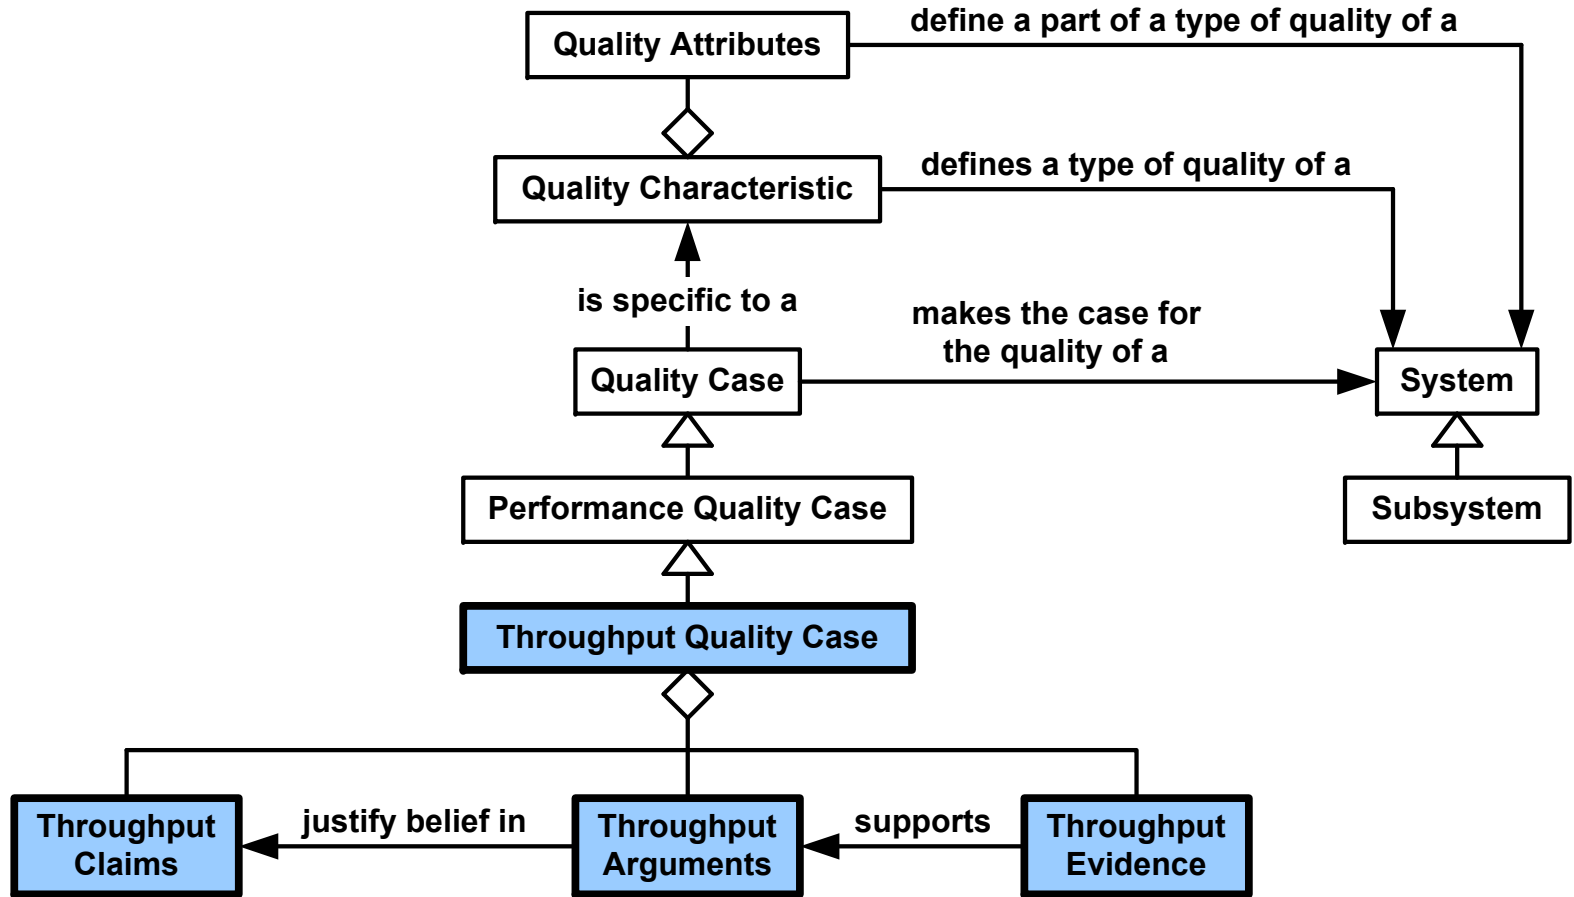 define a part of a type of quality of a
Quality Attributes
defines a type of quality of a
Quality Characteristic
is specific to a
makes the case for
the quality of a
Quality Case
System
Performance Quality Case
Subsystem
Throughput Quality Case
Throughput
Claims
justify belief in
Throughput
Arguments
supports
Throughput
Evidence